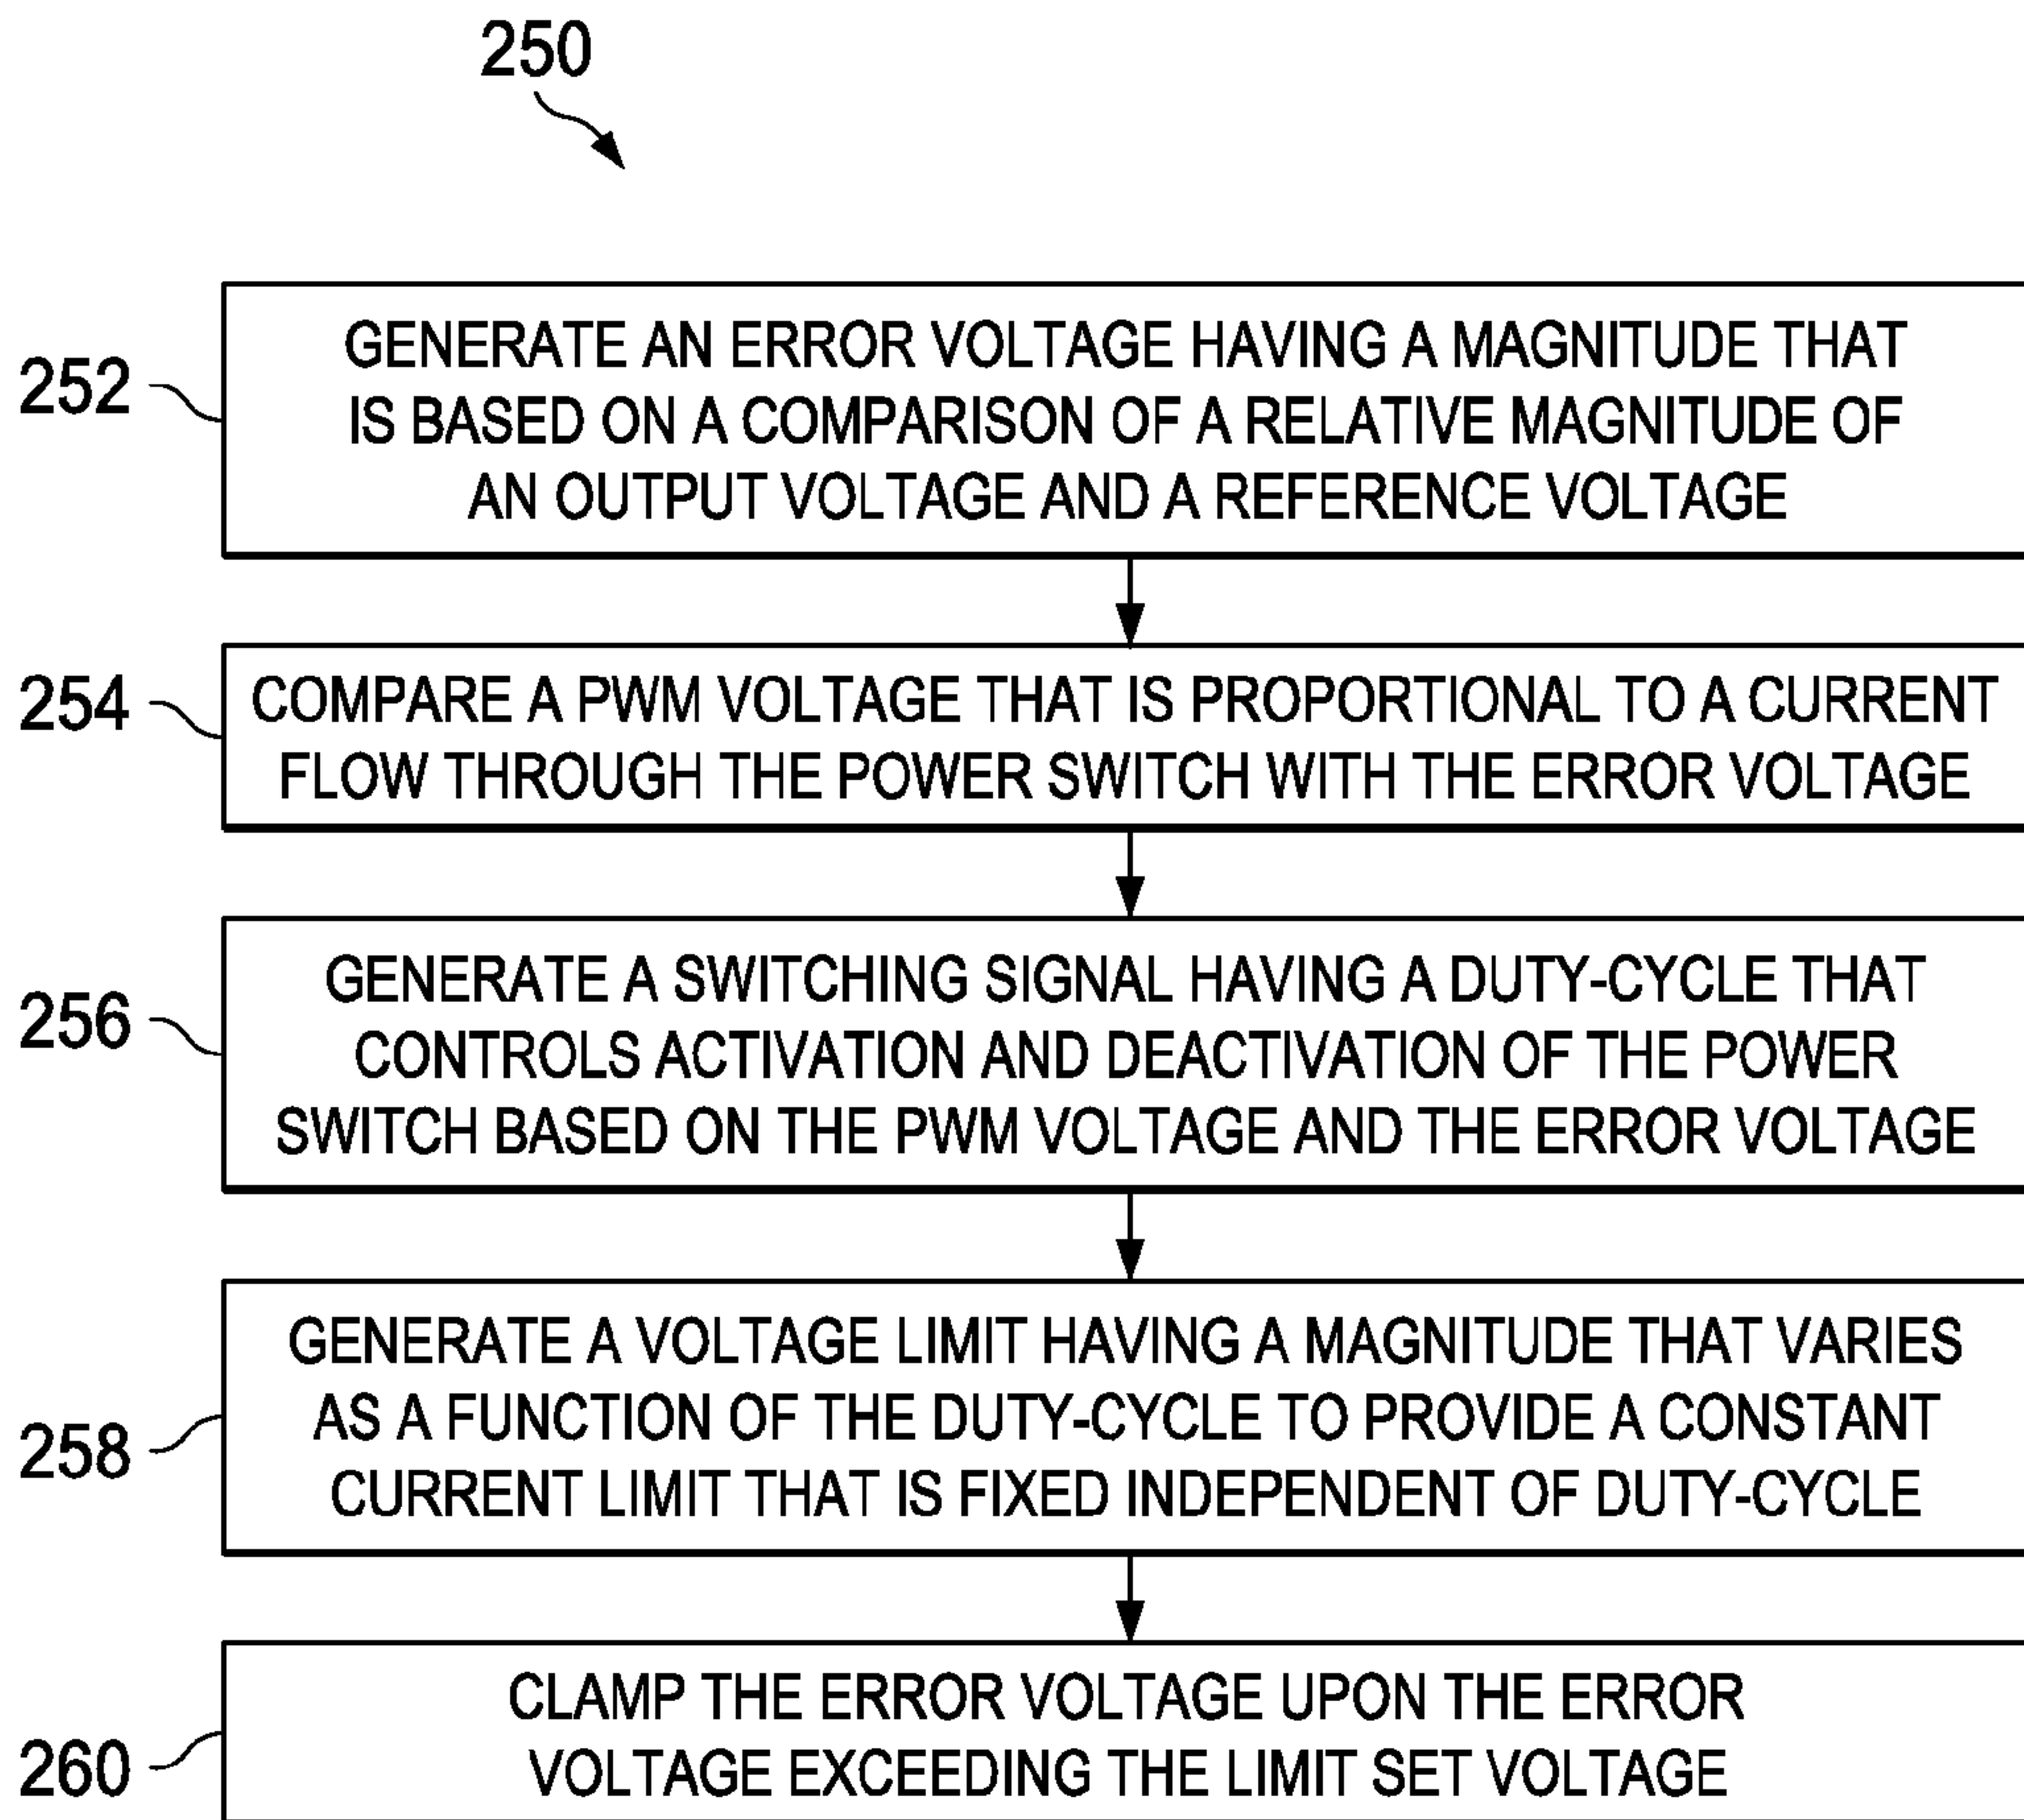 250
252
GENERATE AN ERROR VOLTAGE HAVING A MAGNITUDE THAT
IS BASED ON A COMPARISON OF A RELATIVE MAGNITUDE OF
AN OUTPUT VOLTAGE AND A REFERENCE VOLTAGE
254
COMPARE A PWM VOLTAGE THAT IS PROPORTIONAL TO A CURRENT
FLOW THROUGH THE POWER SWITCH WITH THE ERROR VOLTAGE
256
GENERATE A SWITCHING SIGNAL HAVING A DUTY-CYCLE THAT
CONTROLS ACTIVATION AND DEACTIVATION OF THE POWER
SWITCH BASED ON THE PWM VOLTAGE AND THE ERROR VOLTAGE
258
GENERATE A VOLTAGE LIMIT HAVING A MAGNITUDE THAT VARIES
AS A FUNCTION OF THE DUTY-CYCLE TO PROVIDE A CONSTANT
CURRENT LIMIT THAT IS FIXED INDEPENDENT OF DUTY-CYCLE
260
CLAMP THE ERROR VOLTAGE UPON THE ERROR
VOLTAGE EXCEEDING THE LIMIT SET VOLTAGE